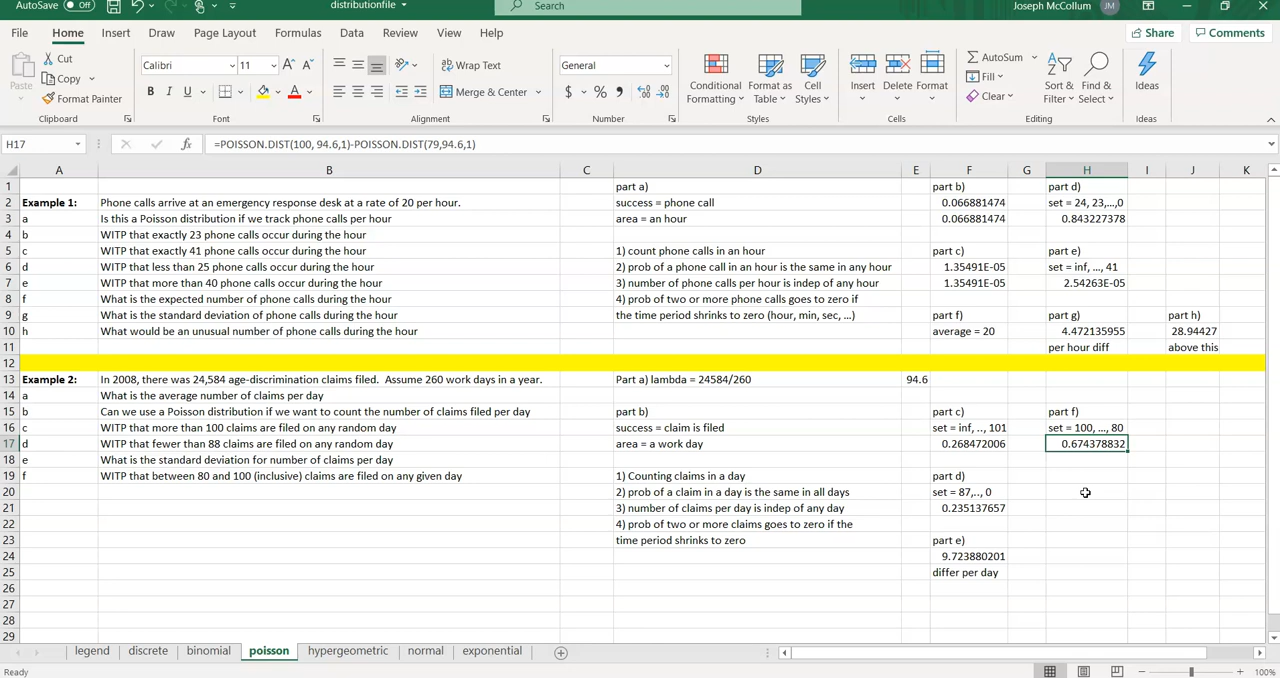 AutoSave Off distributionfile Search Joseph McCollum JM
File Home Insert Draw Page Layout Formulas Data Review View Help Share Comments
Paste Cut Copy Format Painter Clipboard
Calibri 11 A A B I U A Font
Wrap Text Merge & Center Alignment
General $ % Number
Conditional Formatting Format as Table Cell Styles Styles
Insert Delete Format Cells
AutoSum Fill Clear Sort & Filter Find & Select Editing
Ideas Ideas
H17 fx =POISSON.DIST(100, 94.6,1)-POISSON.DIST(79,94.6,1)
A B C D E F G H I J K
1 part a) part b) part d)
2 Example 1: Phone calls arrive at an emergency response desk at a rate of 20 per hour. success = phone call 0.066881474 set = 24, 23,...,0
3 a Is this a Poisson distribution if we track phone calls per hour area = an hour 0.066881474 0.843227378
4 b WITP that exactly 23 phone calls occur during the hour
5 c WITP that exactly 41 phone calls occur during the hour 1) count phone calls in an hour part c) part e)
6 d WITP that less than 25 phone calls occur during the hour 2) prob of a phone call in an hour is the same in any hour 1.35491E-05 set = inf, ..., 41
7 e WITP that more than 40 phone calls occur during the hour 3) number of phone calls per hour is indep of any hour 1.35491E-05 2.54263E-05
8 f What is the expected number of phone calls during the hour 4) prob of two or more phone calls goes to zero if
9 g What is the standard deviation of phone calls during the hour the time period shrinks to zero (hour, min, sec, ...) part f) part g) part h)
10 h What would be an unusual number of phone calls during the hour average = 20 4.472135955 28.94427
11 per hour diff above this
12
13 Example 2: In 2008, there was 24,584 age-discrimination claims filed. Assume 260 work days in a year. Part a) lambda = 24584/260 94.6
14 a What is the average number of claims per day
15 b Can we use a Poisson distribution if we want to count the number of claims filed per day part b) part c) part f)
16 c WITP that more than 100 claims are filed on any random day success = claim is filed set = inf, .., 101 set = 100, ..., 80
17 d WITP that fewer than 88 claims are filed on any random day area = a work day 0.268472006 0.674378832
18 e What is the standard deviation for number of claims per day
19 f WITP that between 80 and 100 (inclusive) claims are filed on any given day 1) Counting claims in a day part d)
20 2) prob of a claim in a day is the same in all days set = 87,.., 0
21 3) number of claims per day is indep of any day 0.235137657
22 4) prob of two or more claims goes to zero if the
23 time period shrinks to zero part e)
24 9.723880201
25 differ per day
26
27
28
29
legend discrete binomial poisson hypergeometric normal exponential
Ready 100%